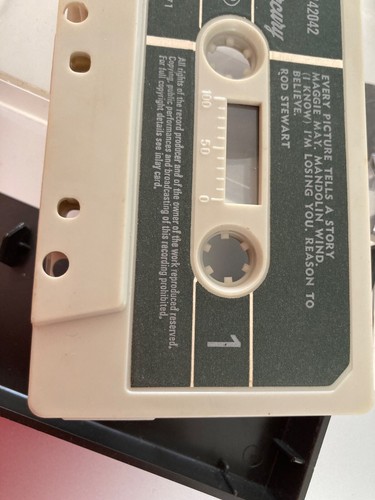 42042
EVERY PICTURE TELLS A STORY
MAGGIE MAY. MANDOLIN WIND.
(I KNOW) I'M LOSING YOU. REASON TO
BELIEVE.
ROD STEWART
100 50 0
1
All rights of the record producer and of the owner of the work reproduced reserved.
Copying, public performances and broadcasting of this recording prohibited.
For full copyright details see inlay card.